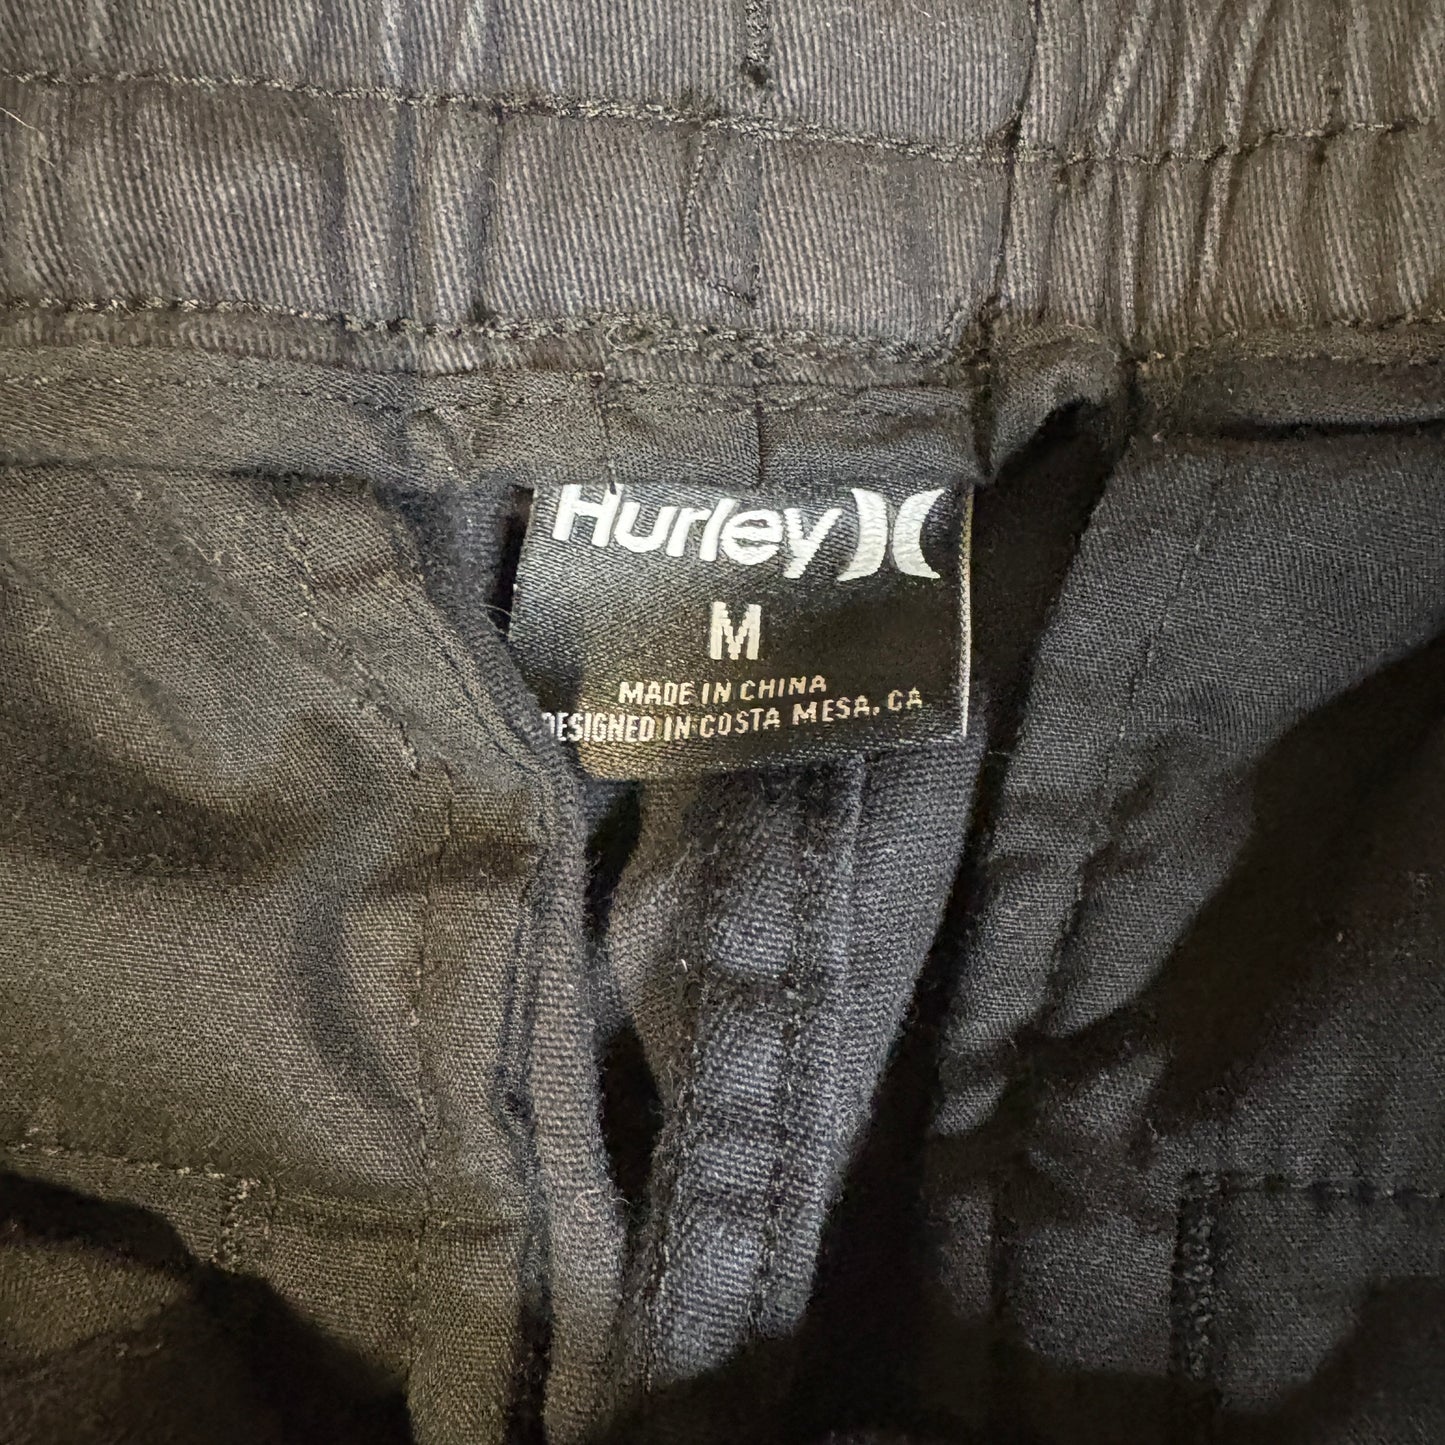 Hurley
M
MADE IN CHINA
DESIGNED IN COSTA MESA, CA